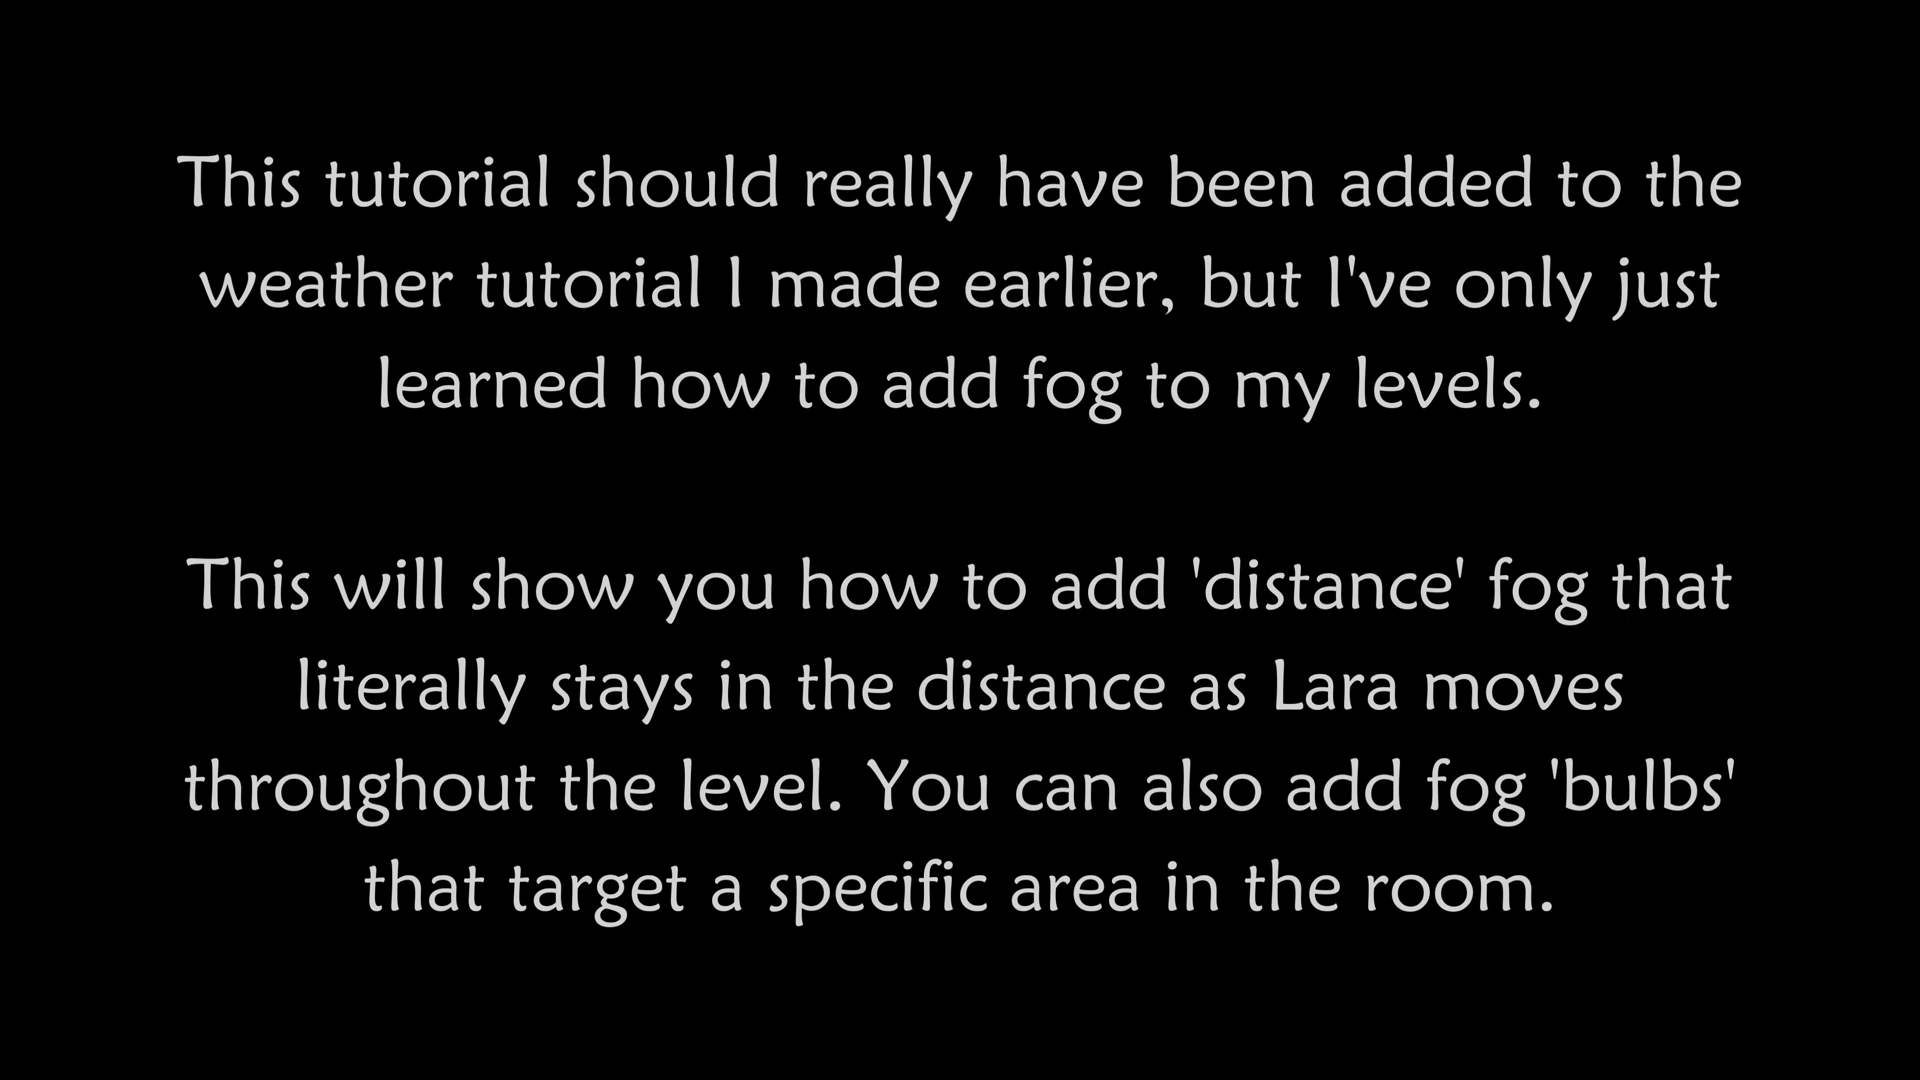 This tutorial should really have been added to the
weather tutorial I made earlier, but I've only just
learned how to add fog to my levels.
This will show you how to add 'distance' fog that
literally stays in the distance as Lara moves
throughout the level. You can also add fog 'bulbs'
that target a specific area in the room.